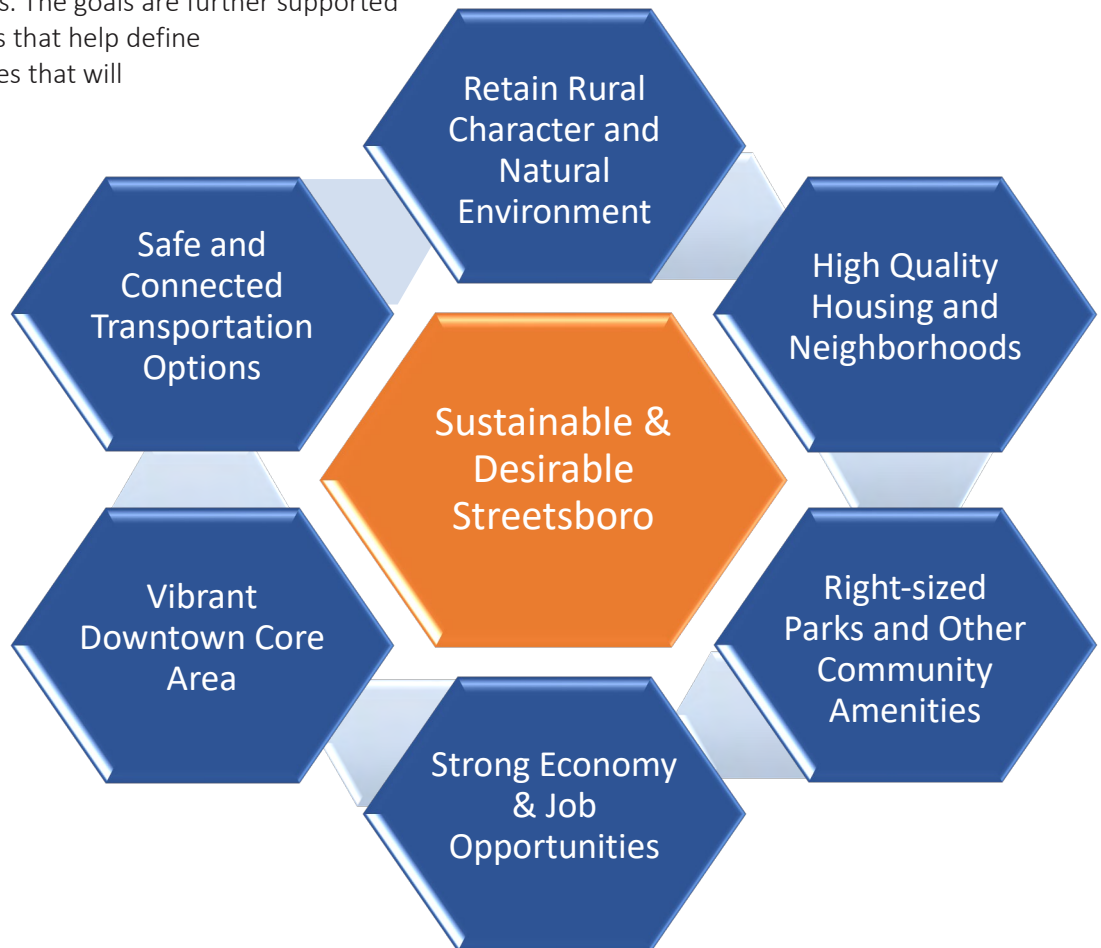 s. The goals are further supported
s that help define
es that will
Retain Rural
Character and
Natural
Environment
High Quality
Housing and
Neighborhoods
Right-sized
Parks and Other
Community
Amenities
Strong Economy
& Job
Opportunities
Vibrant
Downtown Core
Area
Safe and
Connected
Transportation
Options
Sustainable &
Desirable
Streetsboro